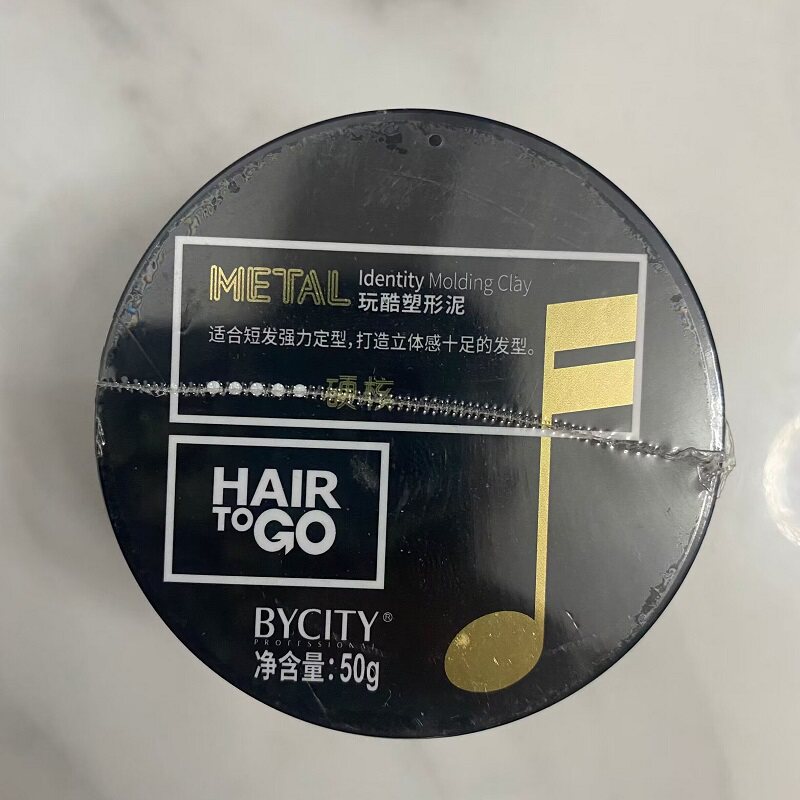 METAL Identity Molding Clay
玩酷塑形泥
适合短发强力定型，打造立体感十足的发型。
硬核
HAIR
TO GO
BYCITY®
PROFESSIONAL
净含量：50g